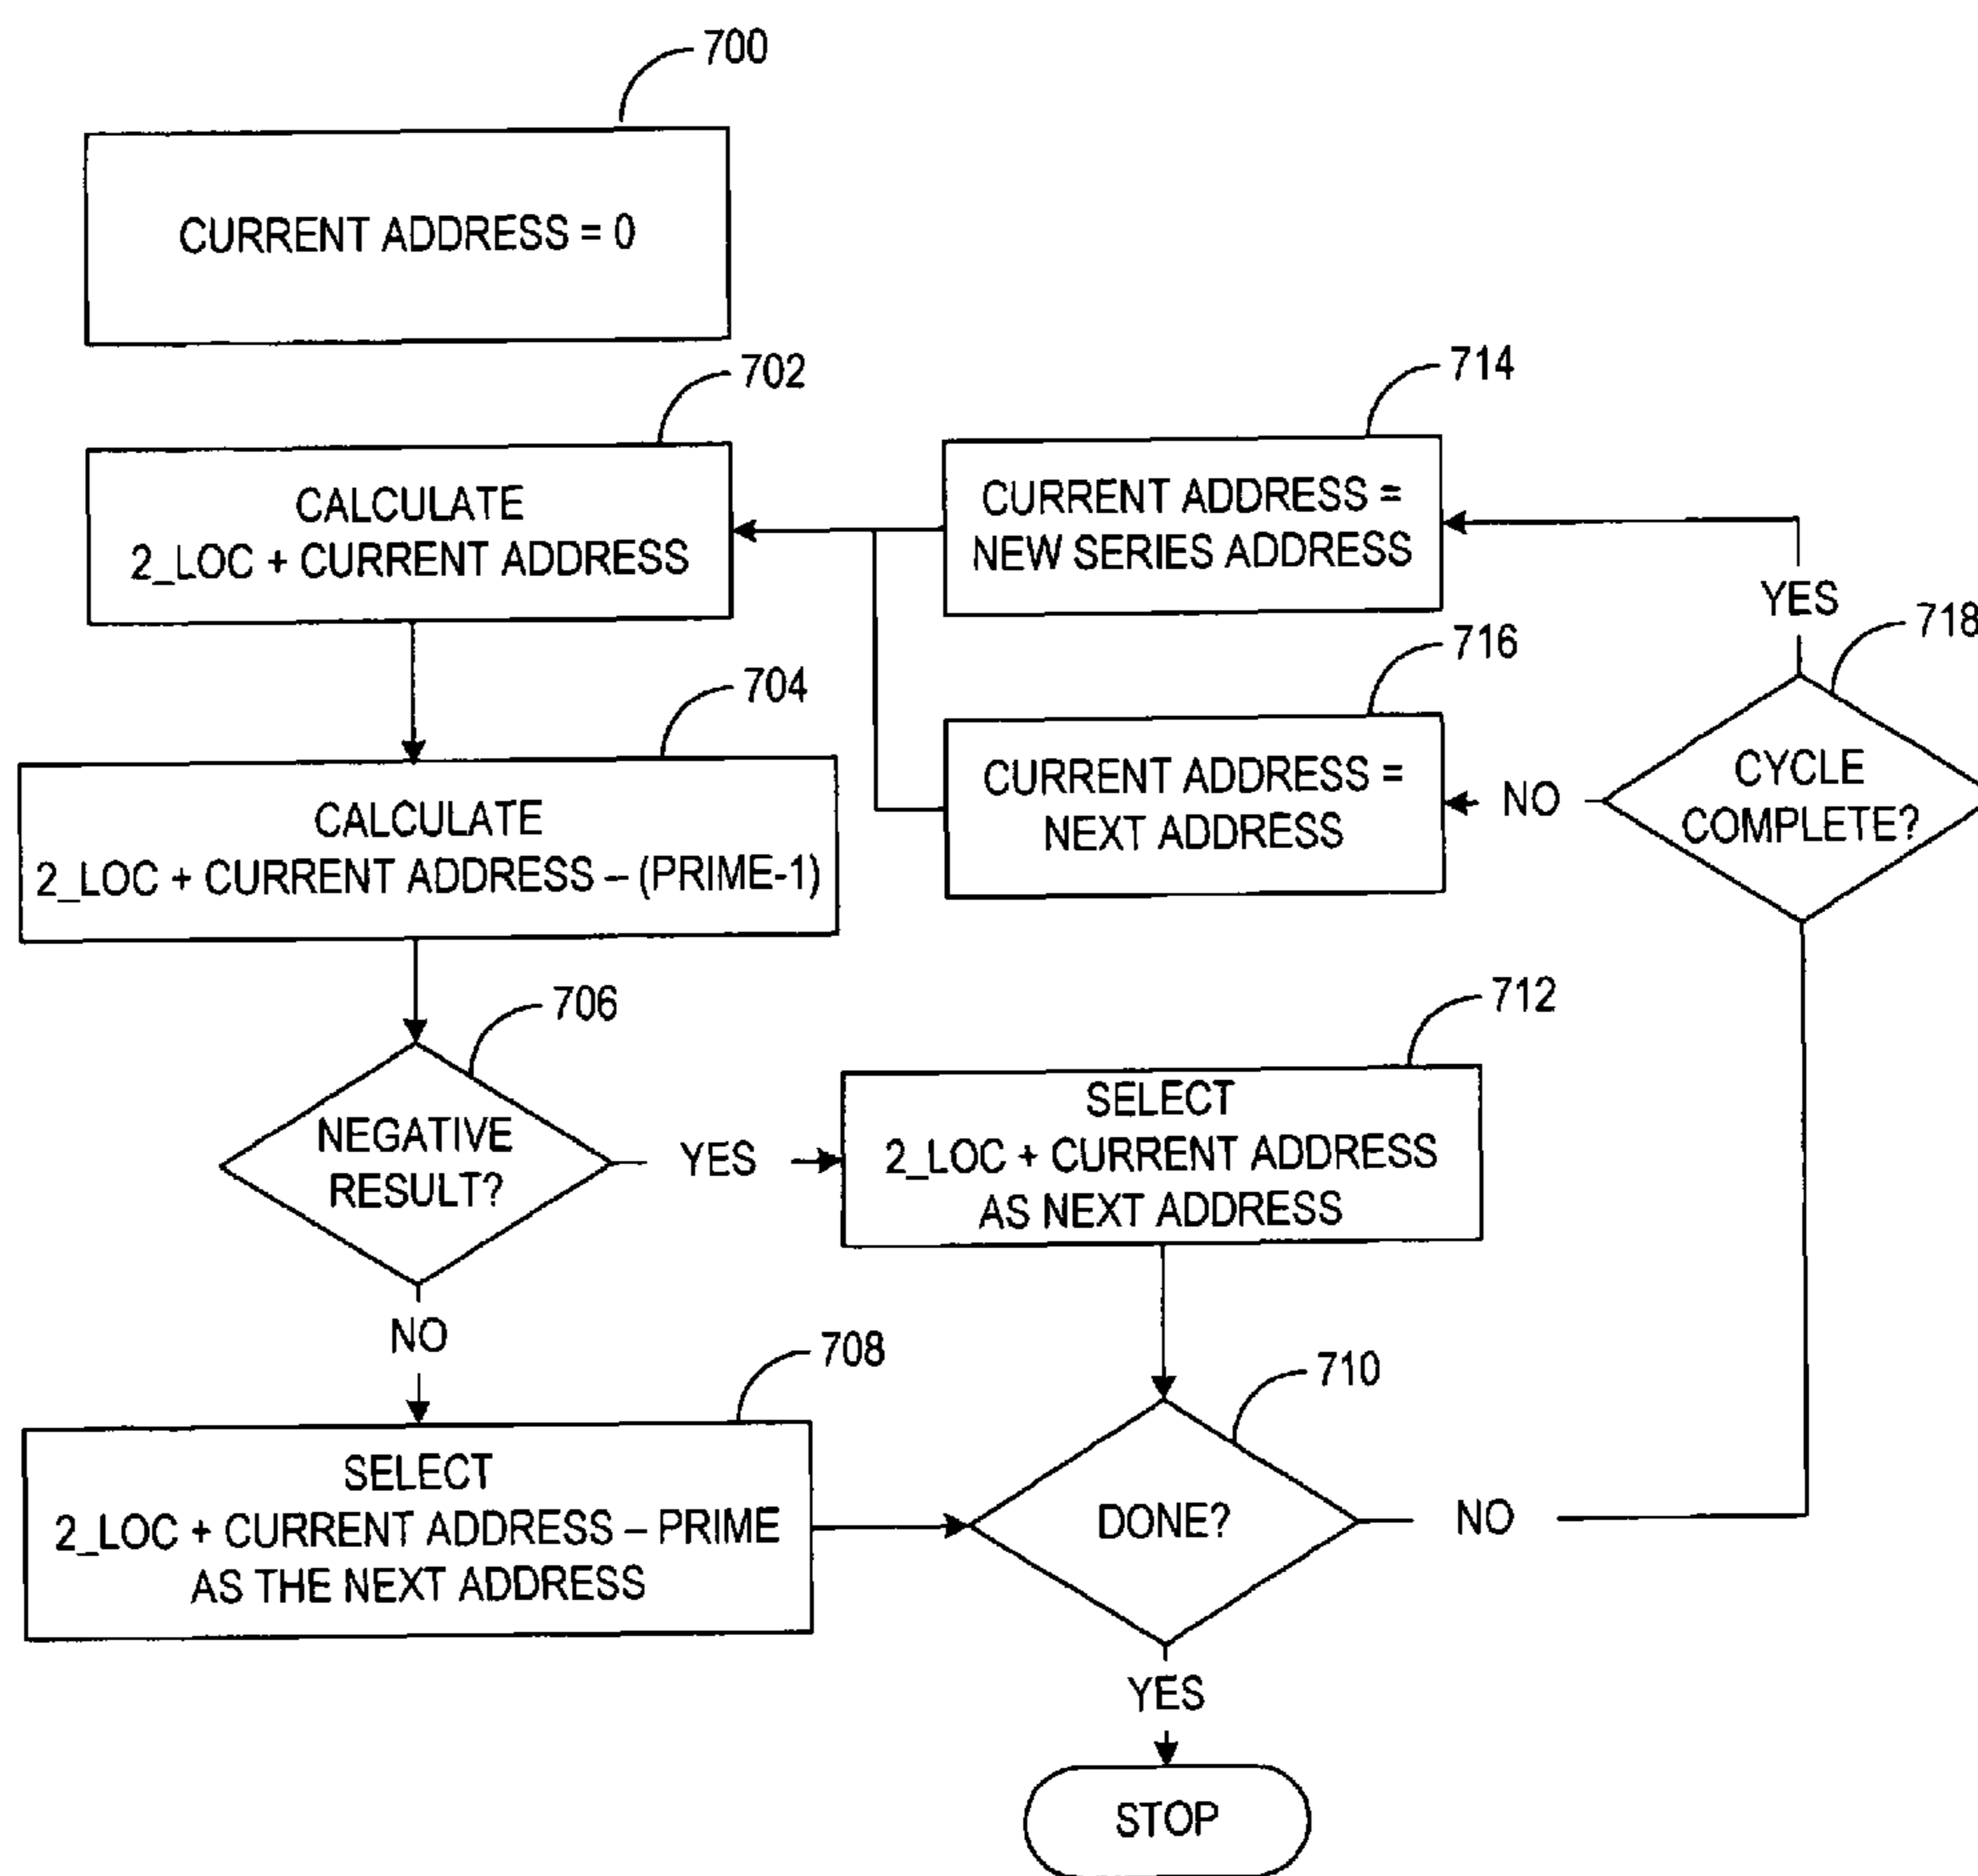 700
CURRENT ADDRESS = 0
702
CALCULATE
2_LOC + CURRENT ADDRESS
714
CURRENT ADDRESS =
NEW SERIES ADDRESS
YES
718
716
CURRENT ADDRESS =
NEXT ADDRESS
NO
CYCLE
COMPLETE?
704
CALCULATE
2_LOC + CURRENT ADDRESS – (PRIME-1)
706
NEGATIVE
RESULT?
YES
712
SELECT
2_LOC + CURRENT ADDRESS
AS NEXT ADDRESS
NO
708
SELECT
2_LOC + CURRENT ADDRESS – PRIME
AS THE NEXT ADDRESS
710
DONE?
NO
YES
STOP